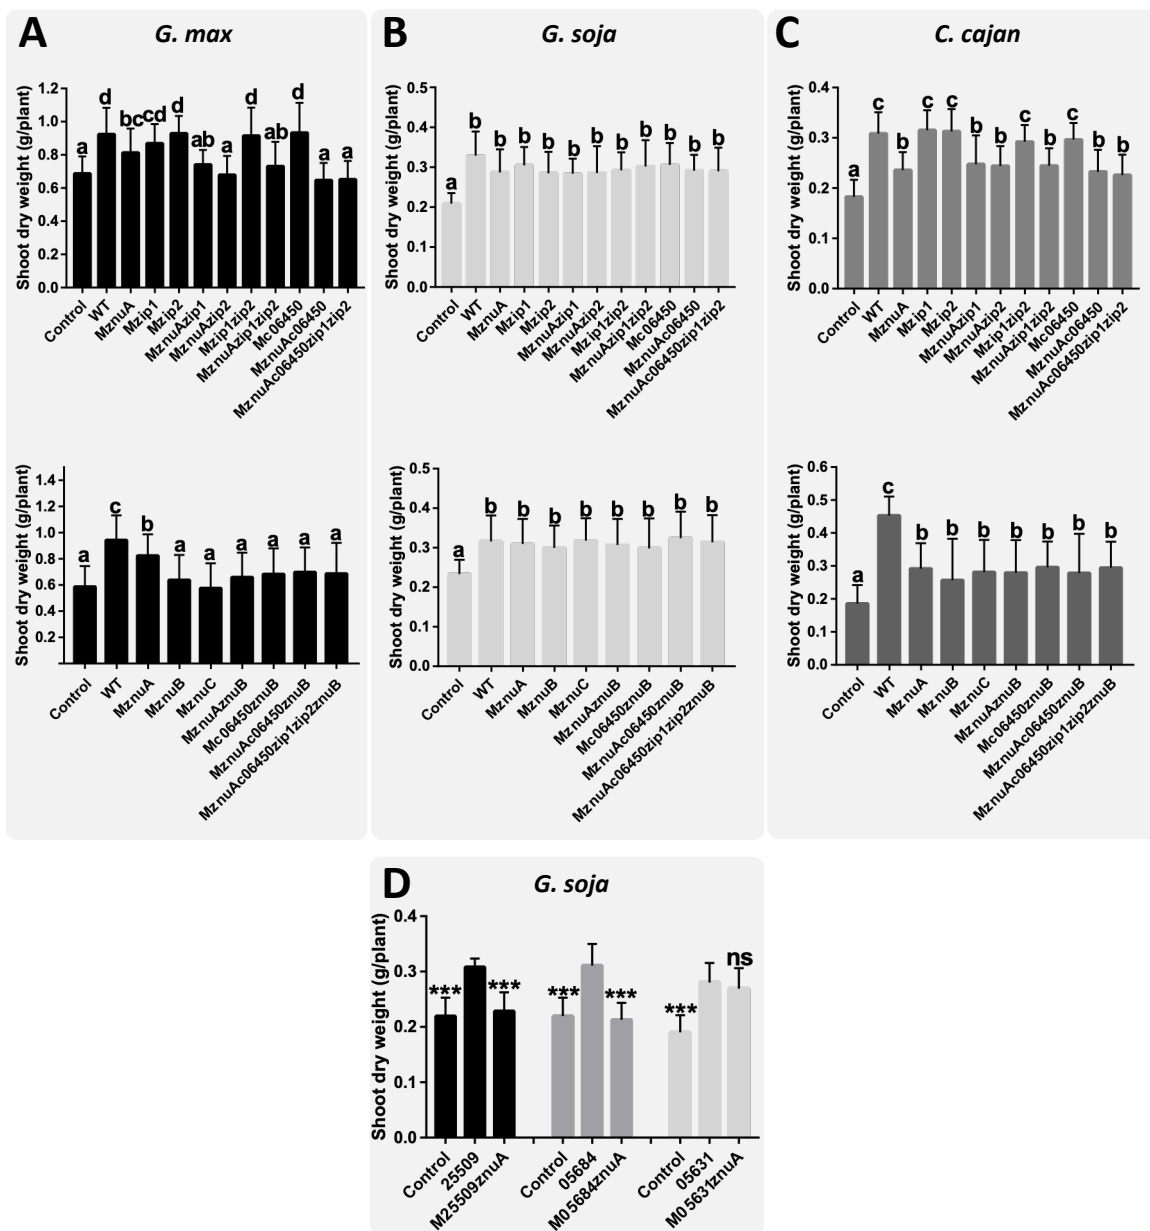 A
G. max
Shoot dry weight (g/plant)
1.2
1.0
0.8
0.6
0.4
0.2
0.0
a
d
bc
cd
d
ab
a
d
ab
d
a
a
Control
WT
MznuA
Mzip1
Mzip2
MznuAzip1
MznuAzip2
Mzip1zip2
MznuAzip1zip2
Mc06450
MznuAc06450
MznuAc06450zip1zip2
Shoot dry weight (g/plant)
1.4
1.2
1.0
0.8
0.6
0.4
0.2
a
c
b
a
a
a
a
a
a
Control
WT
MznuA
MznuB
MznuC
MznuAznuB
Mc06450znuB
MznuAc06450znuB
MznuAc06450zip1zip2znuB
B
G. soja
Shoot dry weight (g/plant)
0.5
0.4
0.3
0.2
0.1
0.0
a
b
b
b
b
b
b
b
b
b
b
b
Control
WT
MznuA
Mzip1
Mzip2
MznuAzip1
MznuAzip2
Mzip1zip2
MznuAzip1zip2
Mc06450
MznuAc06450
MznuAc06450zip1zip2
Shoot dry weight (g/plant)
0.5
0.4
0.3
0.2
0.1
0.0
a
b
b
b
b
b
b
b
b
Control
WT
MznuA
MznuB
MznuC
MznuAznuB
Mc06450znuB
MznuAc06450znuB
MznuAc06450zip1zip2znuB
C
C. cajan
Shoot dry weight (g/plant)
0.4
0.3
0.2
0.1
0.0
a
c
b
c
c
b
b
c
b
c
b
b
Control
WT
MznuA
Mzip1
Mzip2
MznuAzip1
MznuAzip2
Mzip1zip2
MznuAzip1zip2
Mc06450
MznuAc06450
MznuAc06450zip1zip2
Shoot dry weight (g/plant)
0.6
0.5
0.4
0.3
0.2
0.1
0.0
a
c
b
b
b
b
b
b
b
Control
WT
MznuA
MznuB
MznuC
MznuAznuB
Mc06450znuB
MznuAc06450znuB
MznuAc06450zip1zip2znuB
D
G. soja
Shoot dry weight (g/plant)
0.4
0.3
0.2
0.1
0.0
***
***
***
***
***
ns
Control
25509
M25509znuA
Control
05684
M05684znuA
Control
05631
M05631znuA